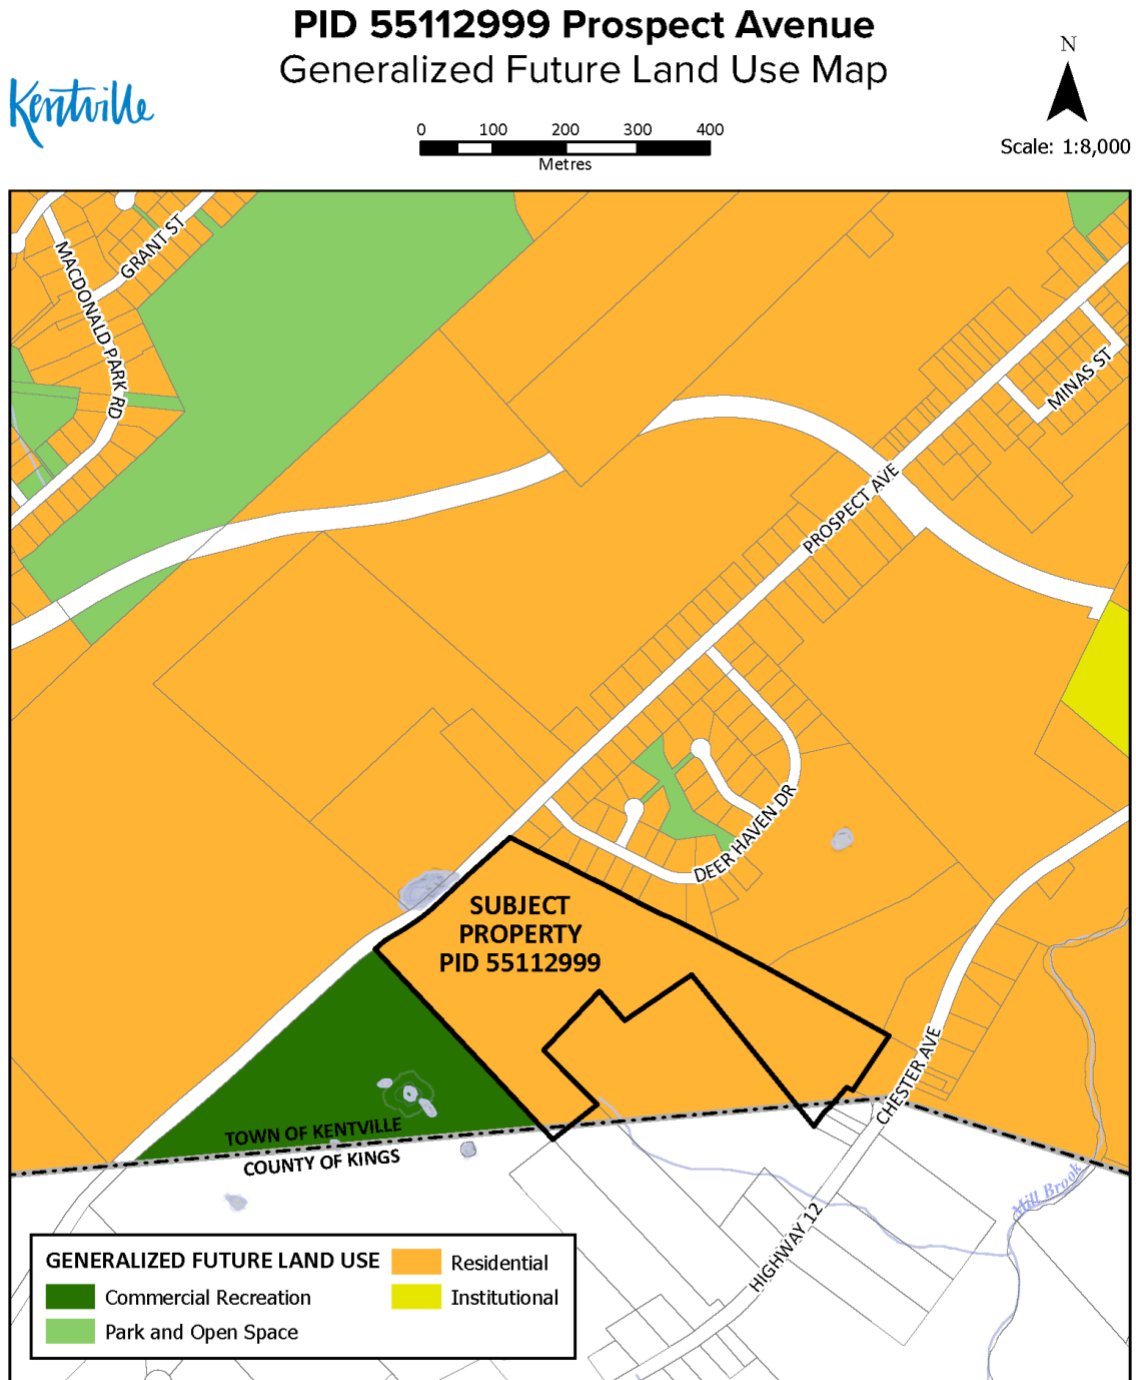 PID 55112999 Prospect Avenue
Generalized Future Land Use Map
Kentville
N
Scale: 1:8,000
0 100 200 300 400
Metres
GRANT ST
MACDONALD PARK RD
MINAS ST
PROSPECT AVE
DEER HAVEN DR
SUBJECT
PROPERTY
PID 55112999
CHESTER AVE
TOWN OF KENTVILLE
COUNTY OF KINGS
Mill Brook
HIGHWAY 12
GENERALIZED FUTURE LAND USE
Commercial Recreation
Park and Open Space
Residential
Institutional